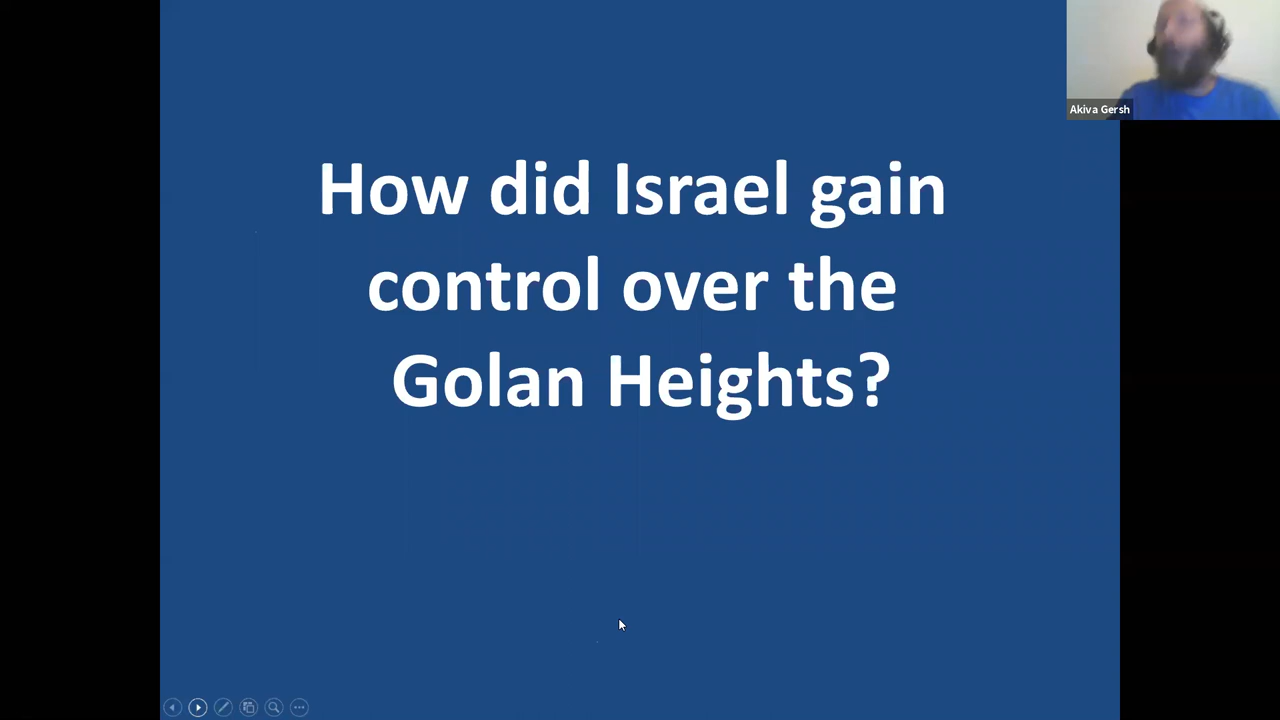 Akiva Gersh
How did Israel gain
control over the
Golan Heights?